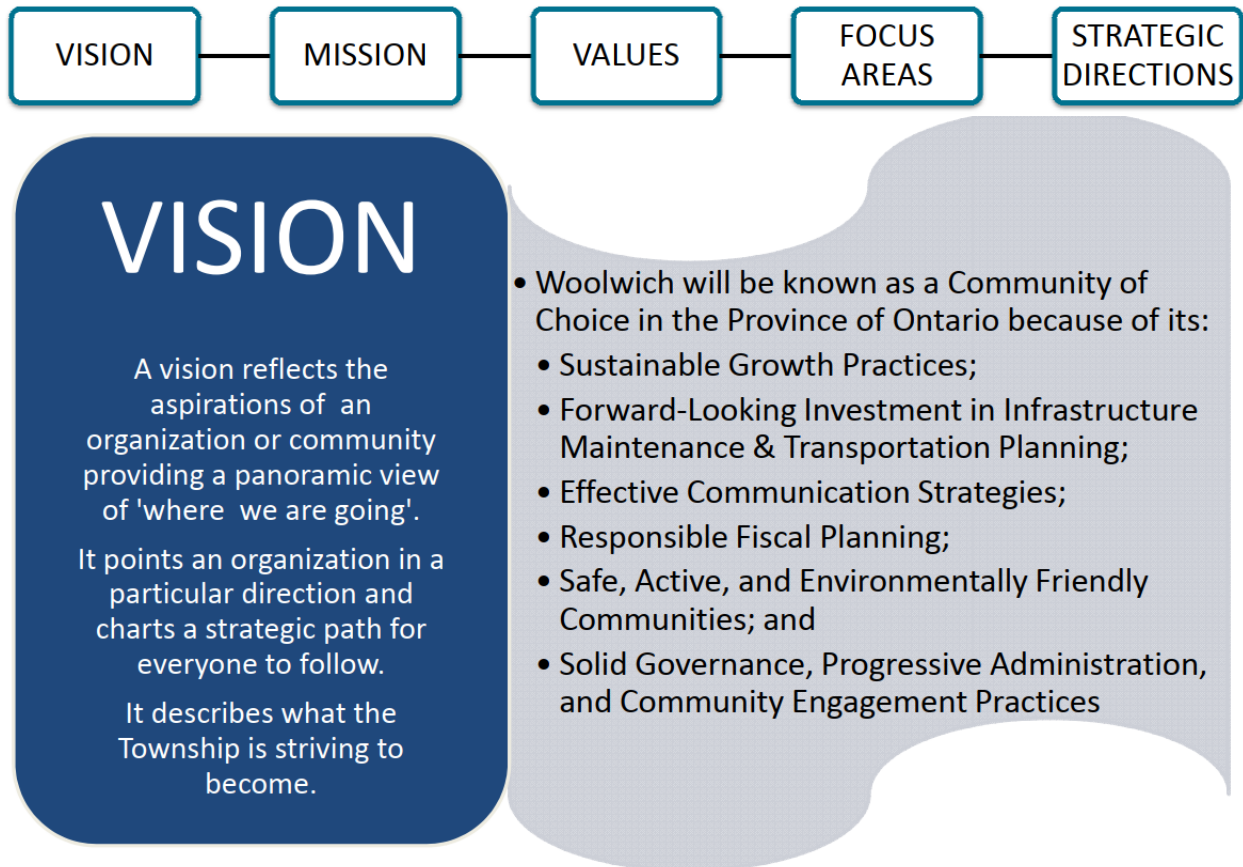 VISION
MISSION
VALUES
FOCUS
AREAS
STRATEGIC
DIRECTIONS
VISION
A vision reflects the
aspirations of  an
organization or community
providing a panoramic view
of 'where  we are going'.
It points an organization in a
particular direction and
charts a strategic path for
everyone to follow.
It describes what the
Township is striving to
become.
• Woolwich will be known as a Community of
Choice in the Province of Ontario because of its:
• Sustainable Growth Practices;
• Forward-Looking Investment in Infrastructure
Maintenance & Transportation Planning;
• Effective Communication Strategies;
• Responsible Fiscal Planning;
• Safe, Active, and Environmentally Friendly
Communities; and
• Solid Governance, Progressive Administration,
and Community Engagement Practices